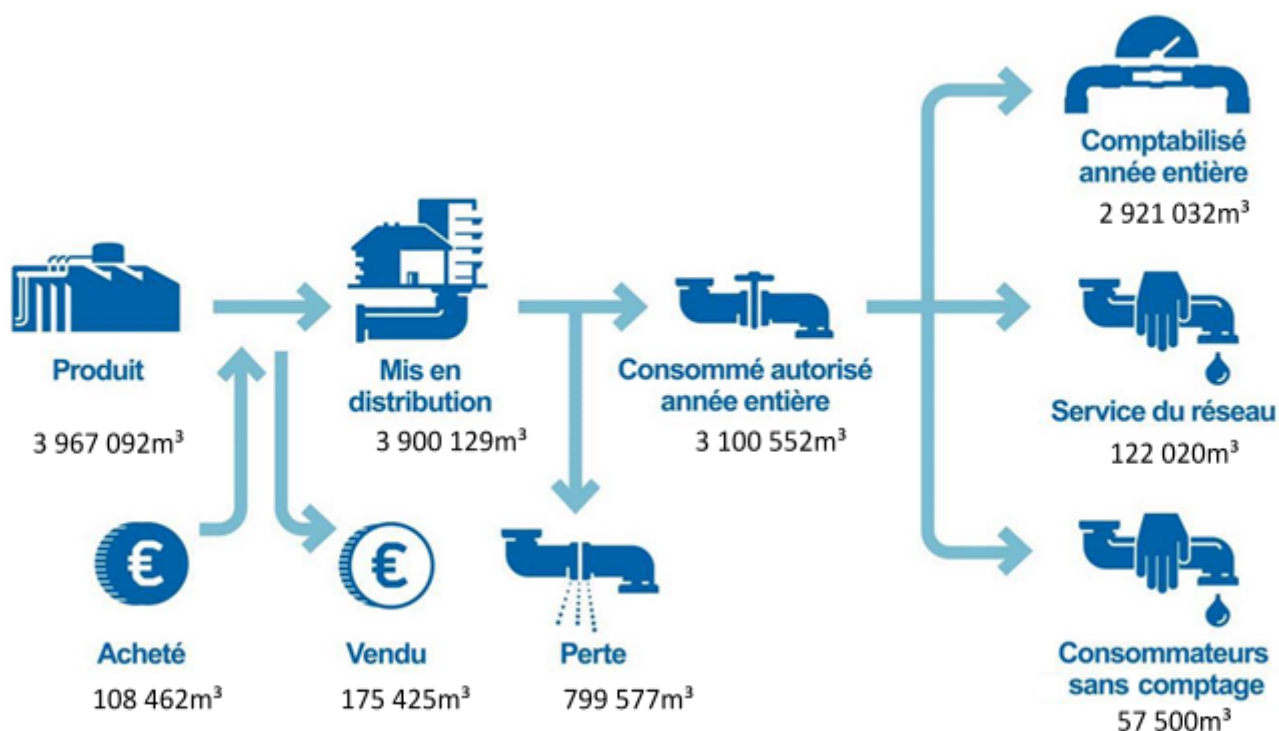 Comptabilisé
année entière
2 921 032m³
Produit
3 967 092m³
Mis en
distribution
3 900 129m³
Consommé autorisé
année entière
3 100 552m³
Service du réseau
122 020m³
€
Acheté
108 462m³
€
Vendu
175 425m³
Perte
799 577m³
Consommateurs
sans comptage
57 500m³